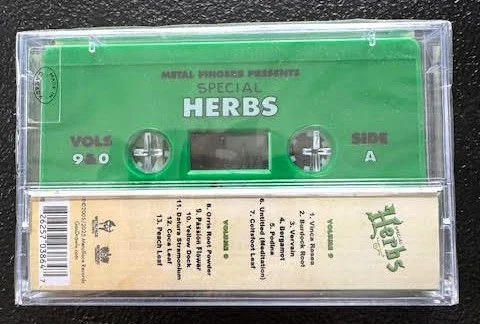 METAL FINGERS PRESENTS
SPECIAL
HERBS
VOLS
9&0
SIDE
A
Herbs
VOLUME 9
1. Vinca Rosea
2. Burdock Root
3. Vervain
4. Bergamot
5. Podina
6. Untitled (Meditation)
7. Coltsfoot Leaf
VOLUME 0
8. Orris Root Powder
9. Passion Flower
10. Yellow Dock
11. Datura Stramonium
12. Coca Leaf
13. Peach Leaf